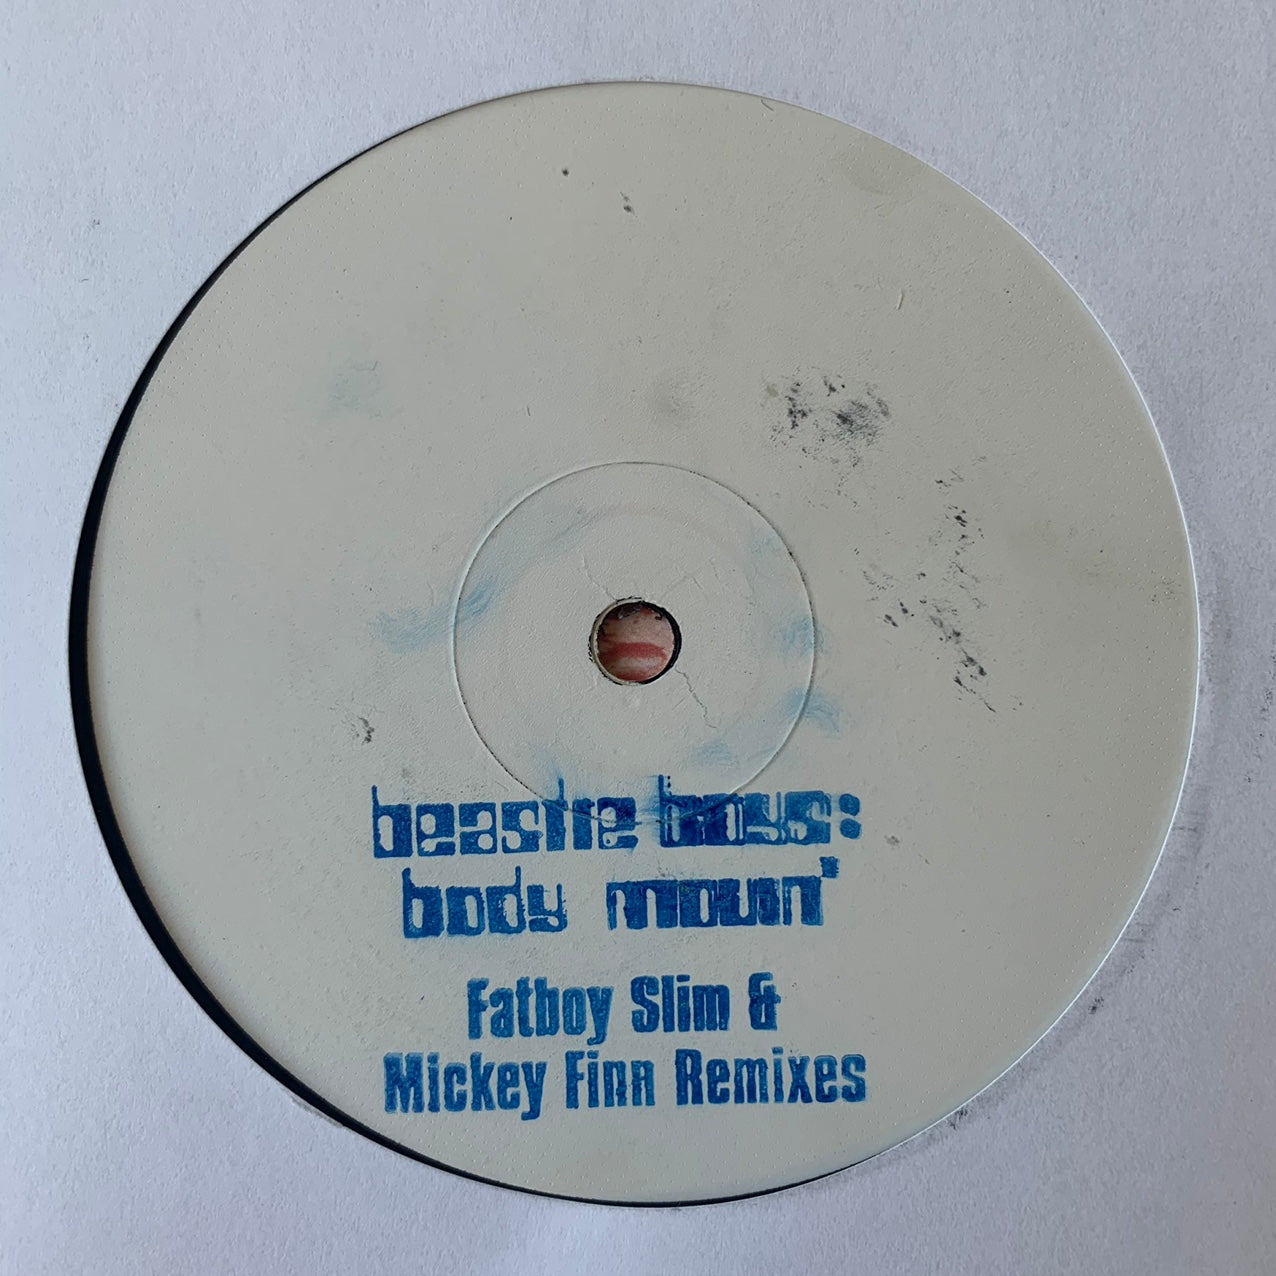 beastie boys:
body movin'
Fatboy Slim &
Mickey Finn Remixes